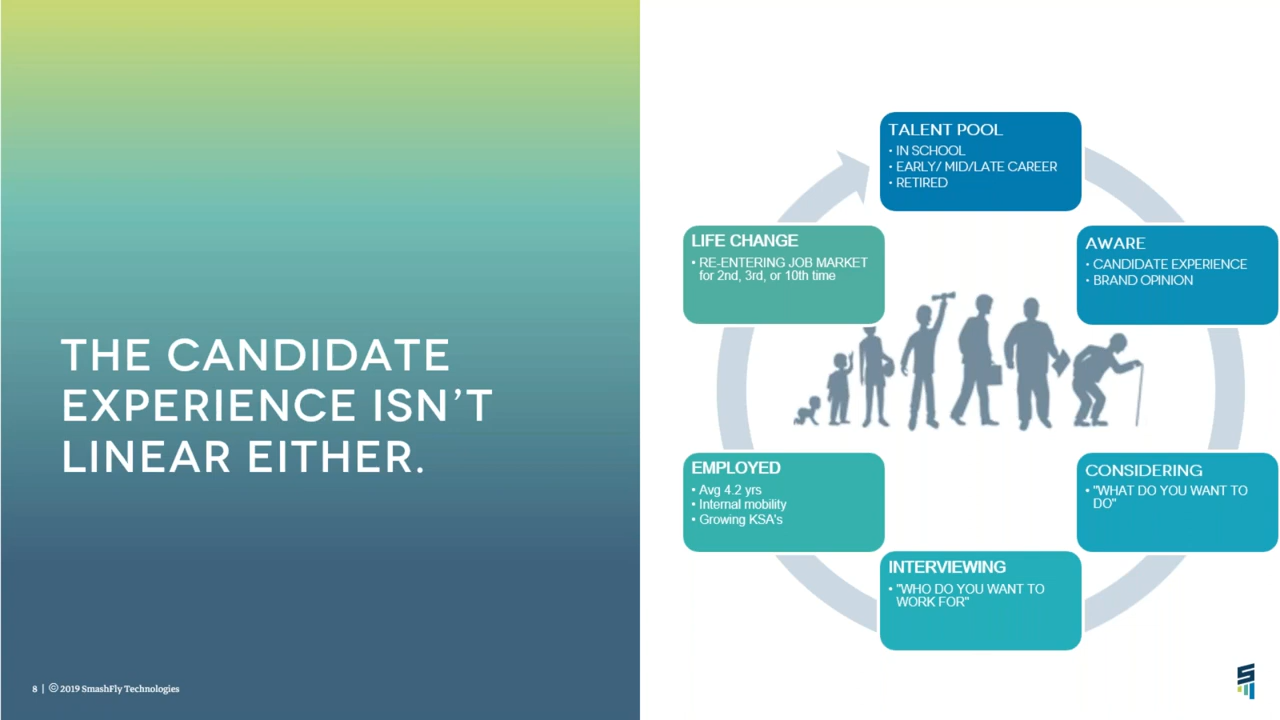 THE CANDIDATE
EXPERIENCE ISN'T
LINEAR EITHER.
8 | © 2019 SmashFly Technologies
TALENT POOL
• IN SCHOOL
• EARLY/ MID/LATE CAREER
• RETIRED
AWARE
• CANDIDATE EXPERIENCE
• BRAND OPINION
CONSIDERING
• "WHAT DO YOU WANT TO
DO"
INTERVIEWING
• "WHO DO YOU WANT TO
WORK FOR"
EMPLOYED
• Avg 4.2 yrs
• Internal mobility
• Growing KSA's
LIFE CHANGE
• RE-ENTERING JOB MARKET
for 2nd, 3rd, or 10th time